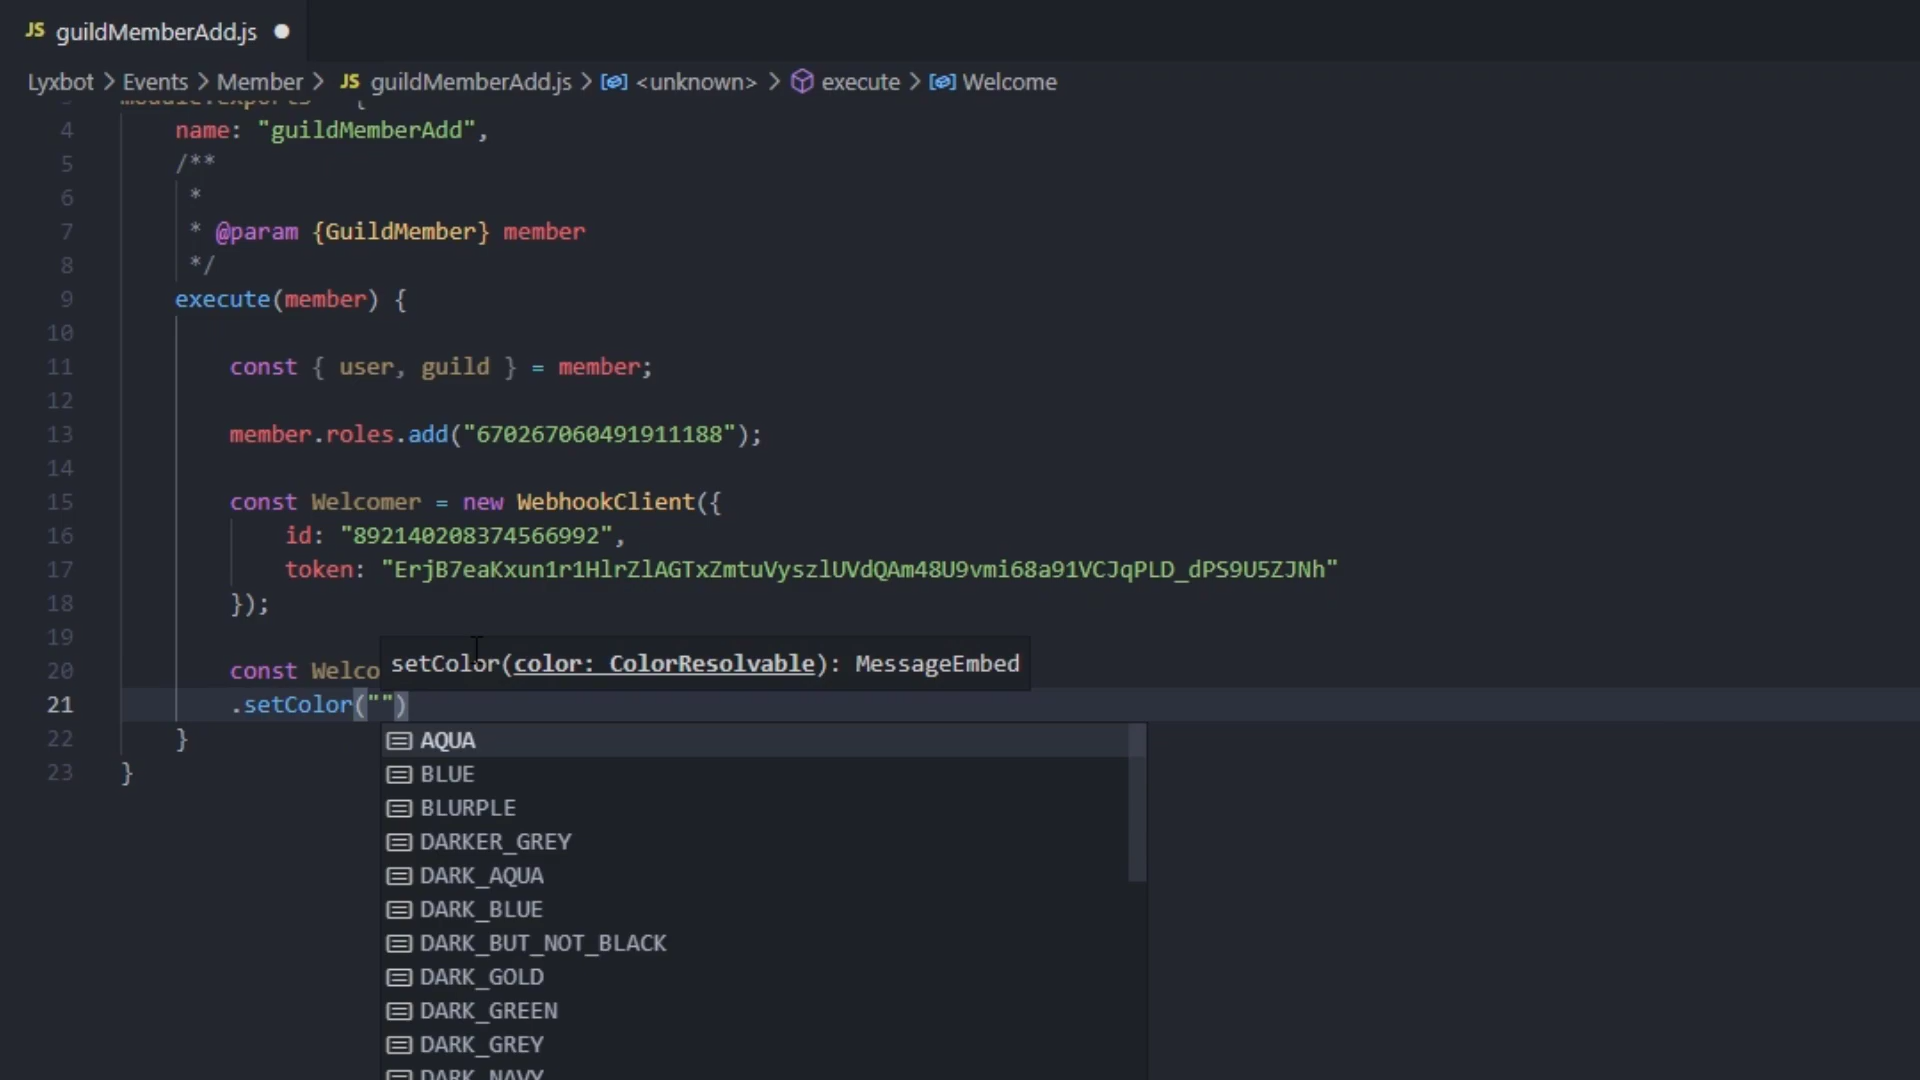 JS guildMemberAdd.js
Lyxbot > Events > Member > JS guildMemberAdd.js > <unknown> > execute > Welcome
module.exports = {
4 name: "guildMemberAdd",
5 /**
6 *
7 * @param {GuildMember} member
8 */
9 execute(member) {
10
11 const { user, guild } = member;
12
13 member.roles.add("670267060491911188");
14
15 const Welcomer = new WebhookClient({
16 id: "892140208374566992",
17 token: "ErjB7eaKxun1r1HlrZlAGTxZmtuVyszlUVdQAm48U9vmi68a91VCJqPLD_dPS9U5ZJNh"
18 });
19
20 const Welco
setColor(color: ColorResolvable): MessageEmbed
21 .setColor("")
22 }
23 }
AQUA
BLUE
BLURPLE
DARKER_GREY
DARK_AQUA
DARK_BLUE
DARK_BUT_NOT_BLACK
DARK_GOLD
DARK_GREEN
DARK_GREY
DARK_NAVY